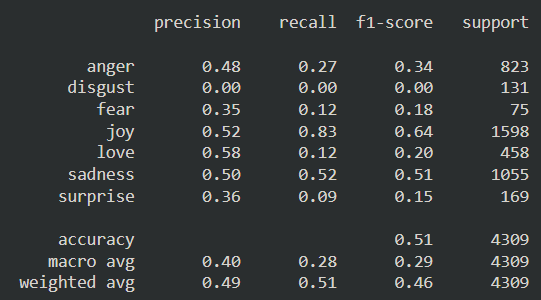 precision recall f1-score support
anger 0.48 0.27 0.34 823
disgust 0.00 0.00 0.00 131
fear 0.35 0.12 0.18 75
joy 0.52 0.83 0.64 1598
love 0.58 0.12 0.20 458
sadness 0.50 0.52 0.51 1055
surprise 0.36 0.09 0.15 169
accuracy 0.51 4309
macro avg 0.40 0.28 0.29 4309
weighted avg 0.49 0.51 0.46 4309